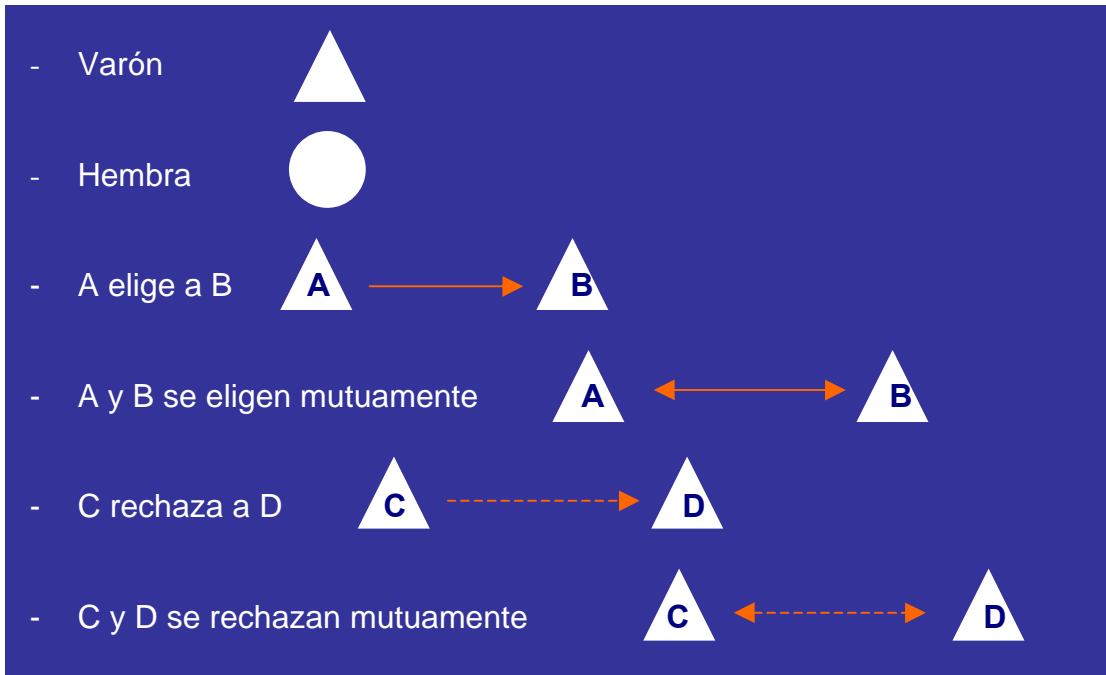 - Varón
- Hembra
- A elige a B A B
- A y B se eligen mutuamente A B
- C rechaza a D C D
- C y D se rechazan mutuamente C D